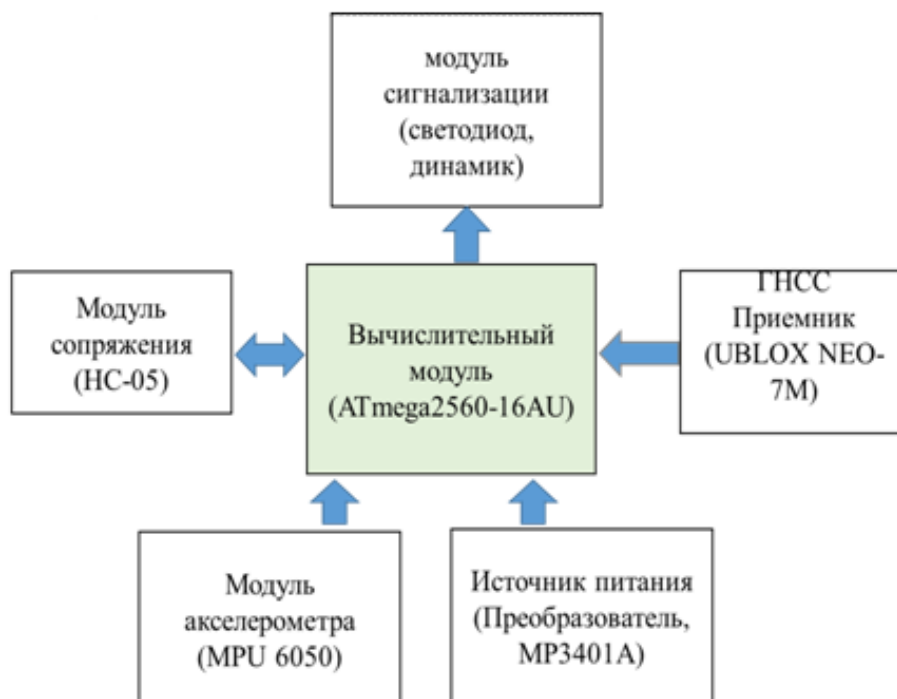 модуль
сигнализации
(светодиод,
динамик)
Модуль
сопряжения
(HC-05)
Вычислительный
модуль
(ATmega2560-16AU)
ГНСС
Приемник
(UBLOX NEO-
7M)
Модуль
акселерометра
(MPU 6050)
Источник питания
(Преобразователь,
MP3401A)